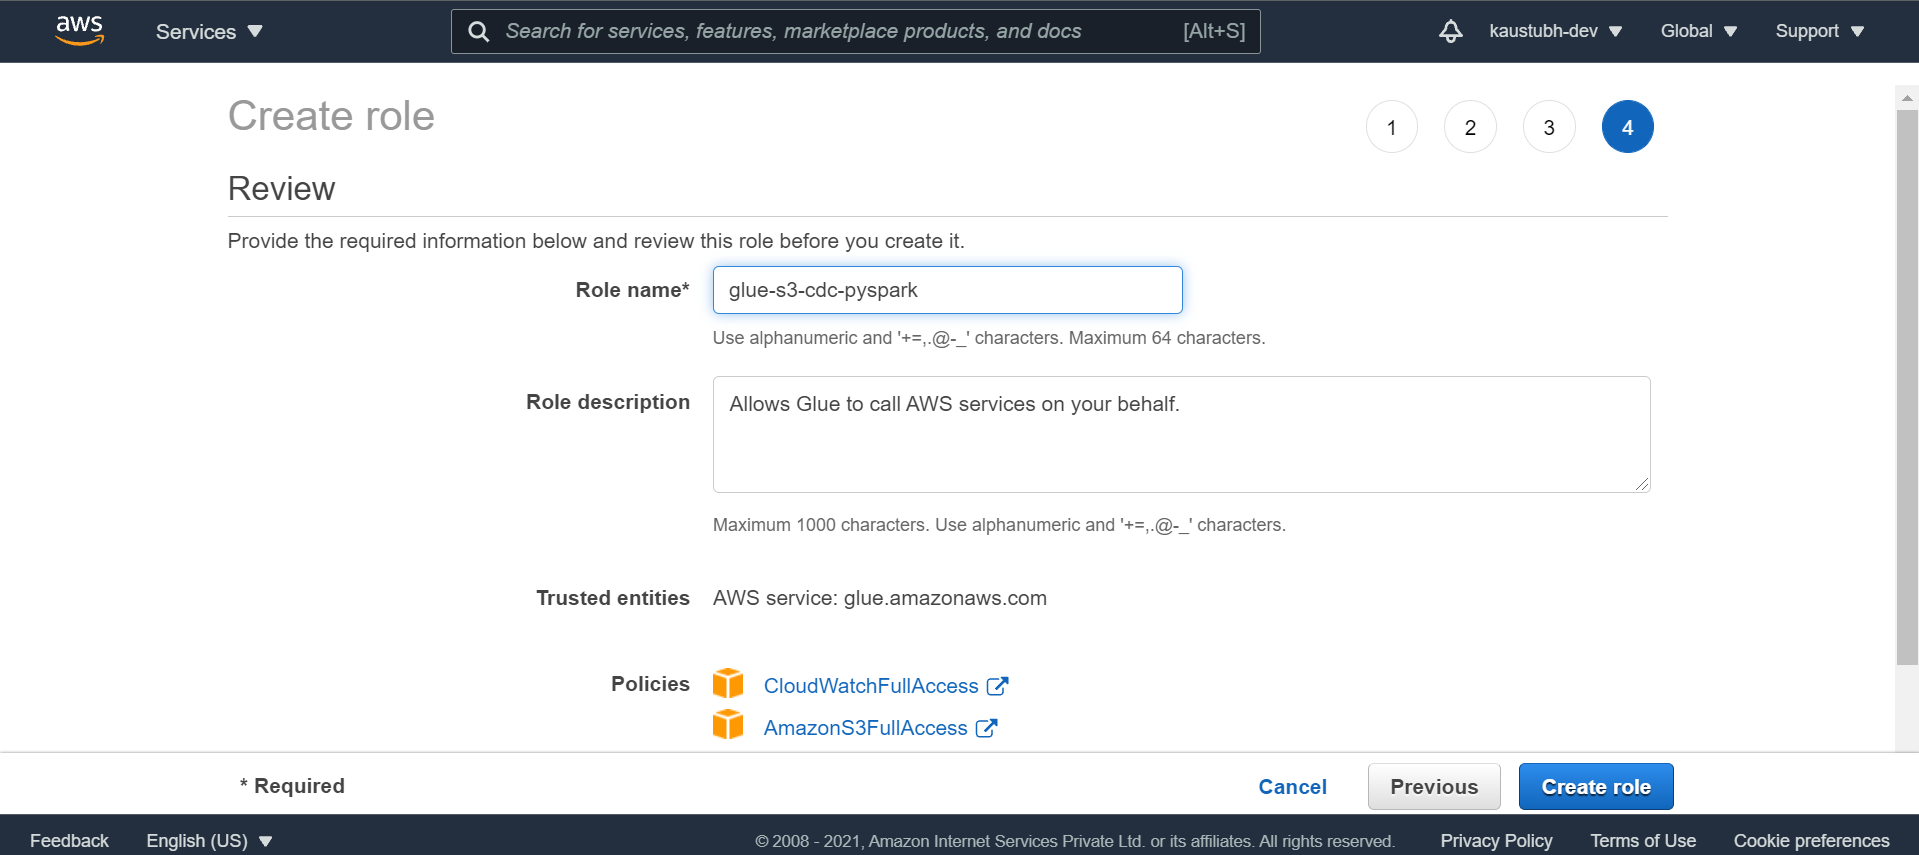 aws Services Search for services, features, marketplace products, and docs [Alt+S] kaustubh-dev Global Support
Create role
1 2 3 4
Review
Provide the required information below and review this role before you create it.
Role name* glue-s3-cdc-pyspark
Use alphanumeric and '+=,.@-_' characters. Maximum 64 characters.
Role description Allows Glue to call AWS services on your behalf.
Maximum 1000 characters. Use alphanumeric and '+=,.@-_' characters.
Trusted entities AWS service: glue.amazonaws.com
Policies CloudWatchFullAccess
AmazonS3FullAccess
* Required Cancel Previous Create role
Feedback English (US) © 2008 - 2021, Amazon Internet Services Private Ltd. or its affiliates. All rights reserved. Privacy Policy Terms of Use Cookie preferences